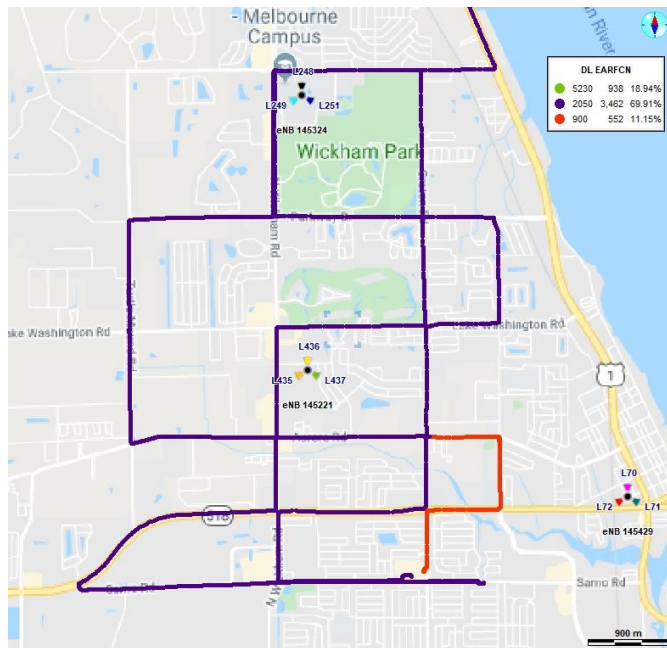 - Melbourne
Campus
DL EARFCN
5230 938 18.94%
2050 3,462 69.91%
900 552 11.15%
L248
L249 L251
eNB 145324
Wickham Park
Parkway Dr
Lake Washington Rd
Lake Washington Rd
L436
L435 L437
eNB 145221
1
Aurora Rd
518
L70
L72 L71
eNB 145429
Sarno Rd
Sarno Rd
900 m